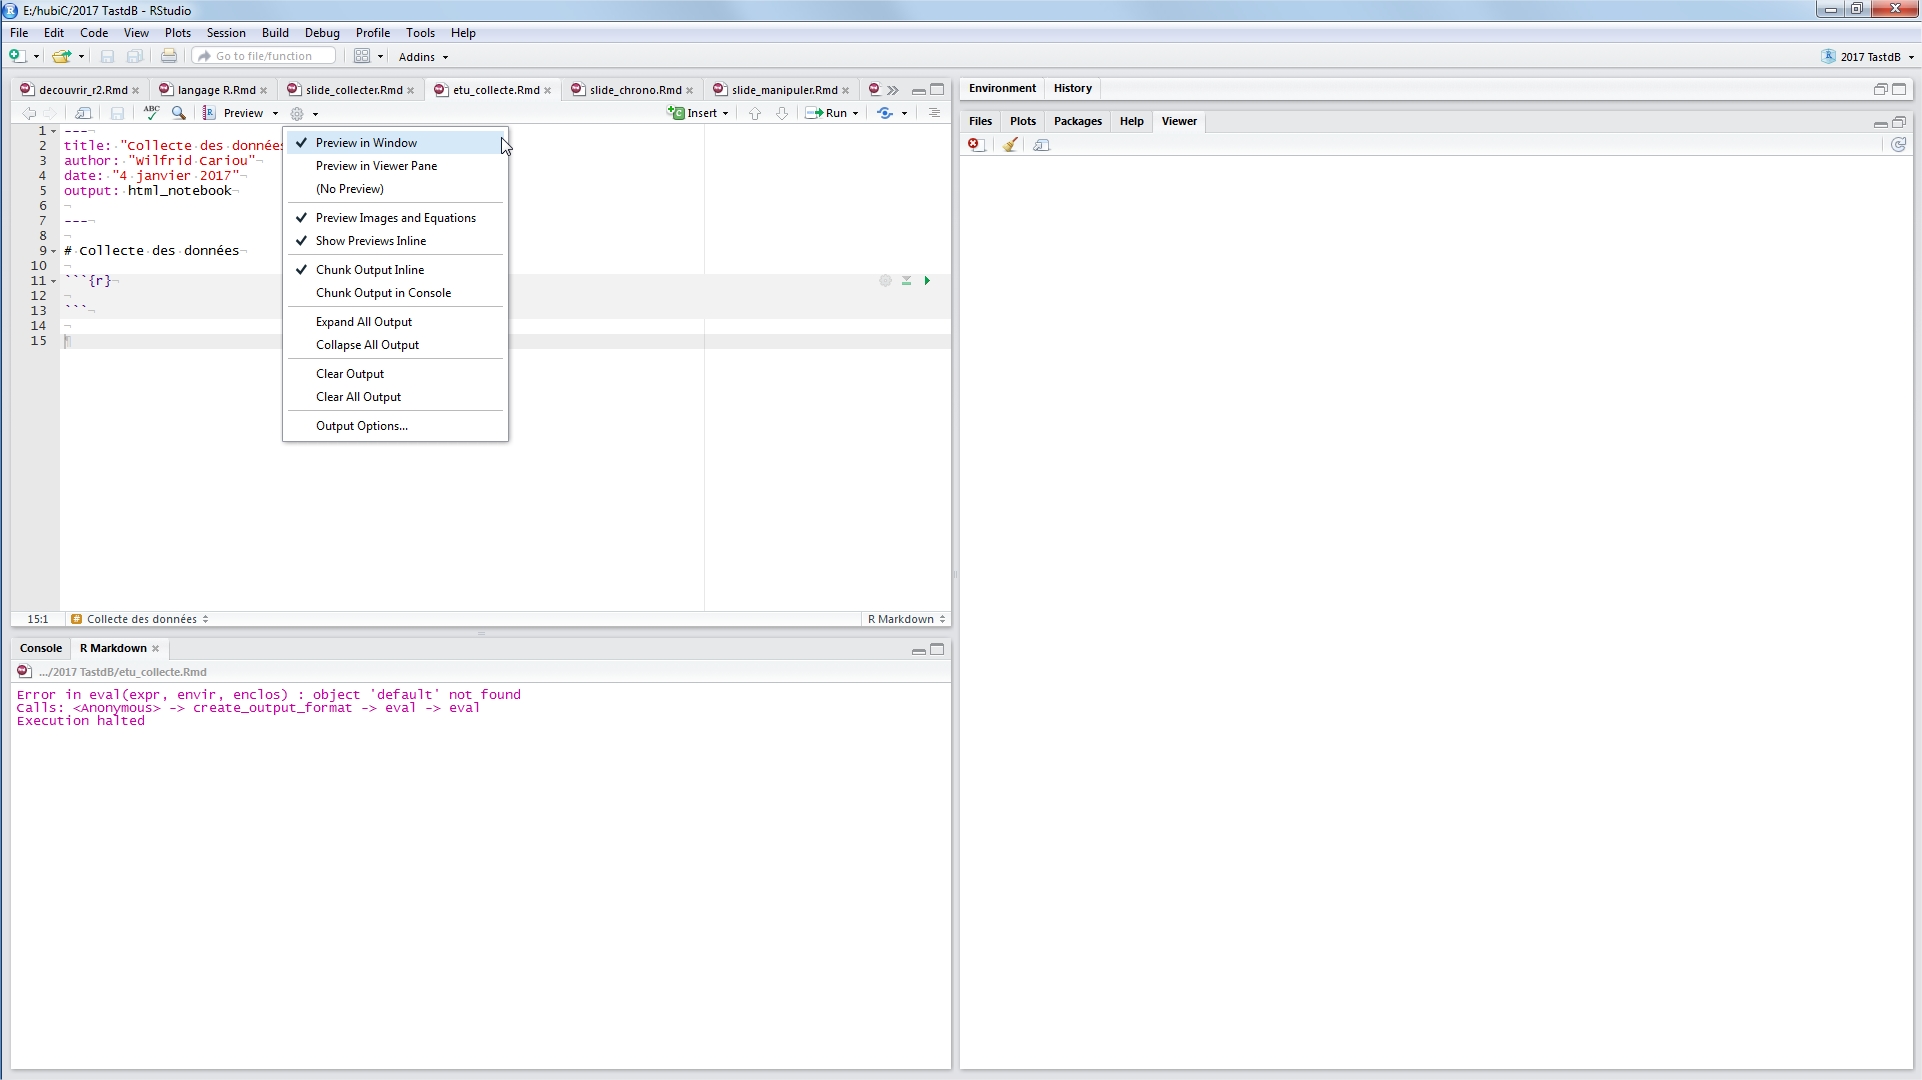 E:/hubiC/2017 TastdB - RStudio
File Edit Code View Plots Session Build Debug Profile Tools Help
Go to file/function Addins 2017 TastdB
decouvrir_r2.Rmd langage R.Rmd slide_collecter.Rmd etu_collecte.Rmd slide_chrono.Rmd slide_manipuler.Rmd
ABC Preview Insert Run
1 ---
2 title: "Collecte des données
3 author: "Wilfrid Cariou"
4 date: "4 janvier 2017"
5 output: html_notebook
6
7 ---
8
9 # Collecte des données
10
11 ```{r}
12
13 ```
14
15
Preview in Window
Preview in Viewer Pane
(No Preview)
Preview Images and Equations
Show Previews Inline
Chunk Output Inline
Chunk Output in Console
Expand All Output
Collapse All Output
Clear Output
Clear All Output
Output Options...
15:1 # Collecte des données R Markdown
Console R Markdown
.../2017 TastdB/etu_collecte.Rmd
Error in eval(expr, envir, enclos) : object 'default' not found
Calls: <Anonymous> -> create_output_format -> eval -> eval
Execution halted
Environment History
Files Plots Packages Help Viewer